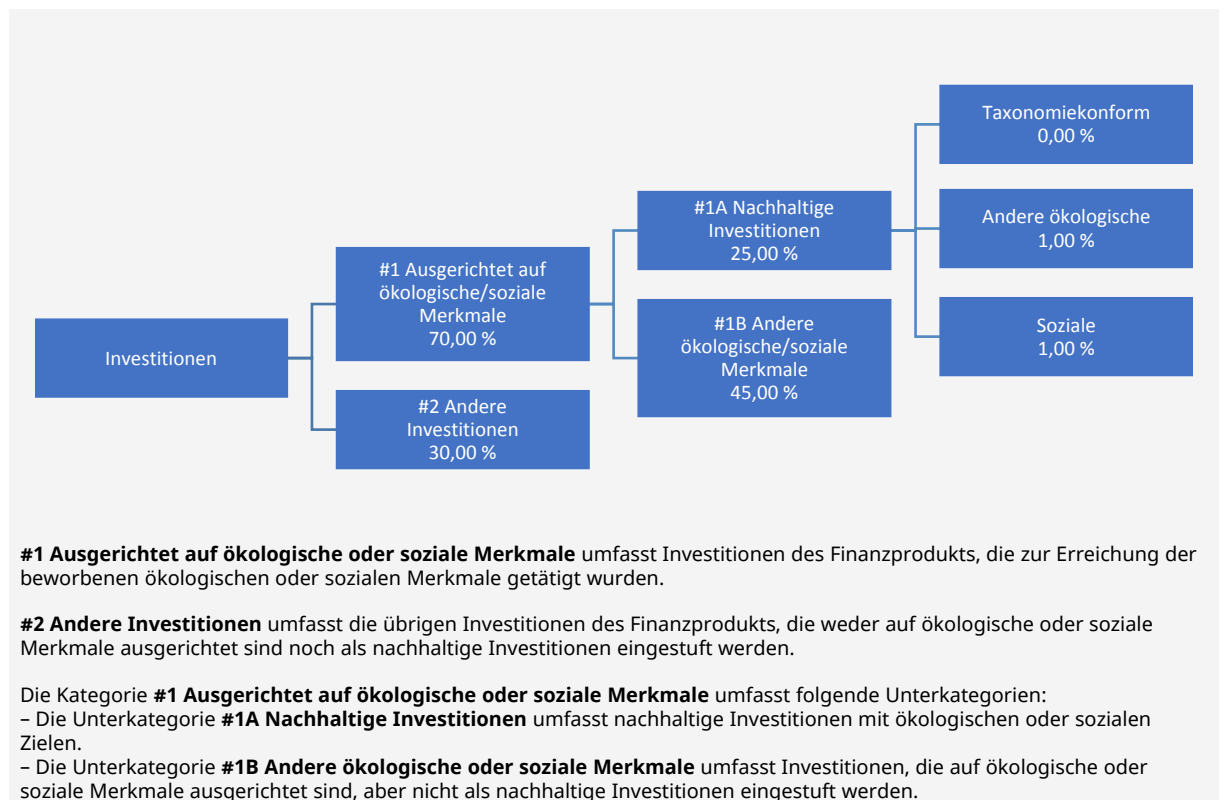 Investitionen
#1 Ausgerichtet auf
ökologische/soziale
Merkmale
70,00 %
#2 Andere
Investitionen
30,00 %
#1A Nachhaltige
Investitionen
25,00 %
#1B Andere
ökologische/soziale
Merkmale
45,00 %
Taxonomiekonform
0,00 %
Andere ökologische
1,00 %
Soziale
1,00 %
#1 Ausgerichtet auf ökologische oder soziale Merkmale umfasst Investitionen des Finanzprodukts, die zur Erreichung der
beworbenen ökologischen oder sozialen Merkmale getätigt wurden.
#2 Andere Investitionen umfasst die übrigen Investitionen des Finanzprodukts, die weder auf ökologische oder soziale
Merkmale ausgerichtet sind noch als nachhaltige Investitionen eingestuft werden.
Die Kategorie #1 Ausgerichtet auf ökologische oder soziale Merkmale umfasst folgende Unterkategorien:
– Die Unterkategorie #1A Nachhaltige Investitionen umfasst nachhaltige Investitionen mit ökologischen oder sozialen
Zielen.
– Die Unterkategorie #1B Andere ökologische oder soziale Merkmale umfasst Investitionen, die auf ökologische oder
soziale Merkmale ausgerichtet sind, aber nicht als nachhaltige Investitionen eingestuft werden.